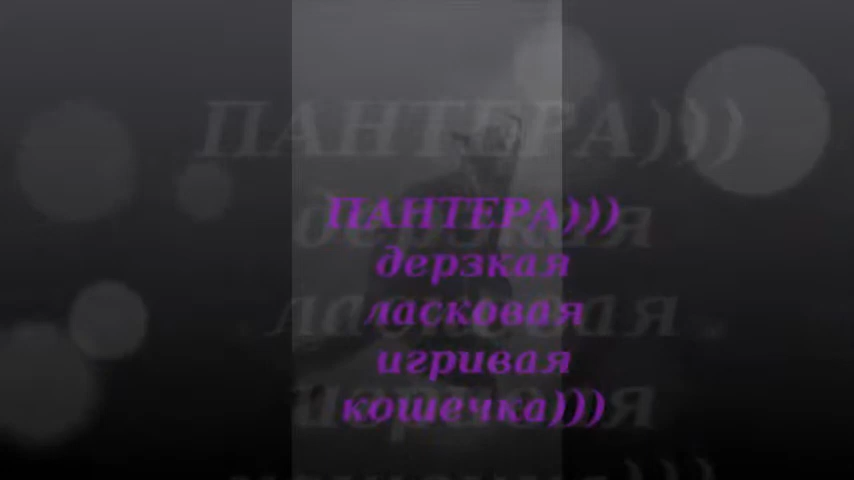 ПАНТЕРА)))
дерзкая
ласковая
игривая
кошечка)))